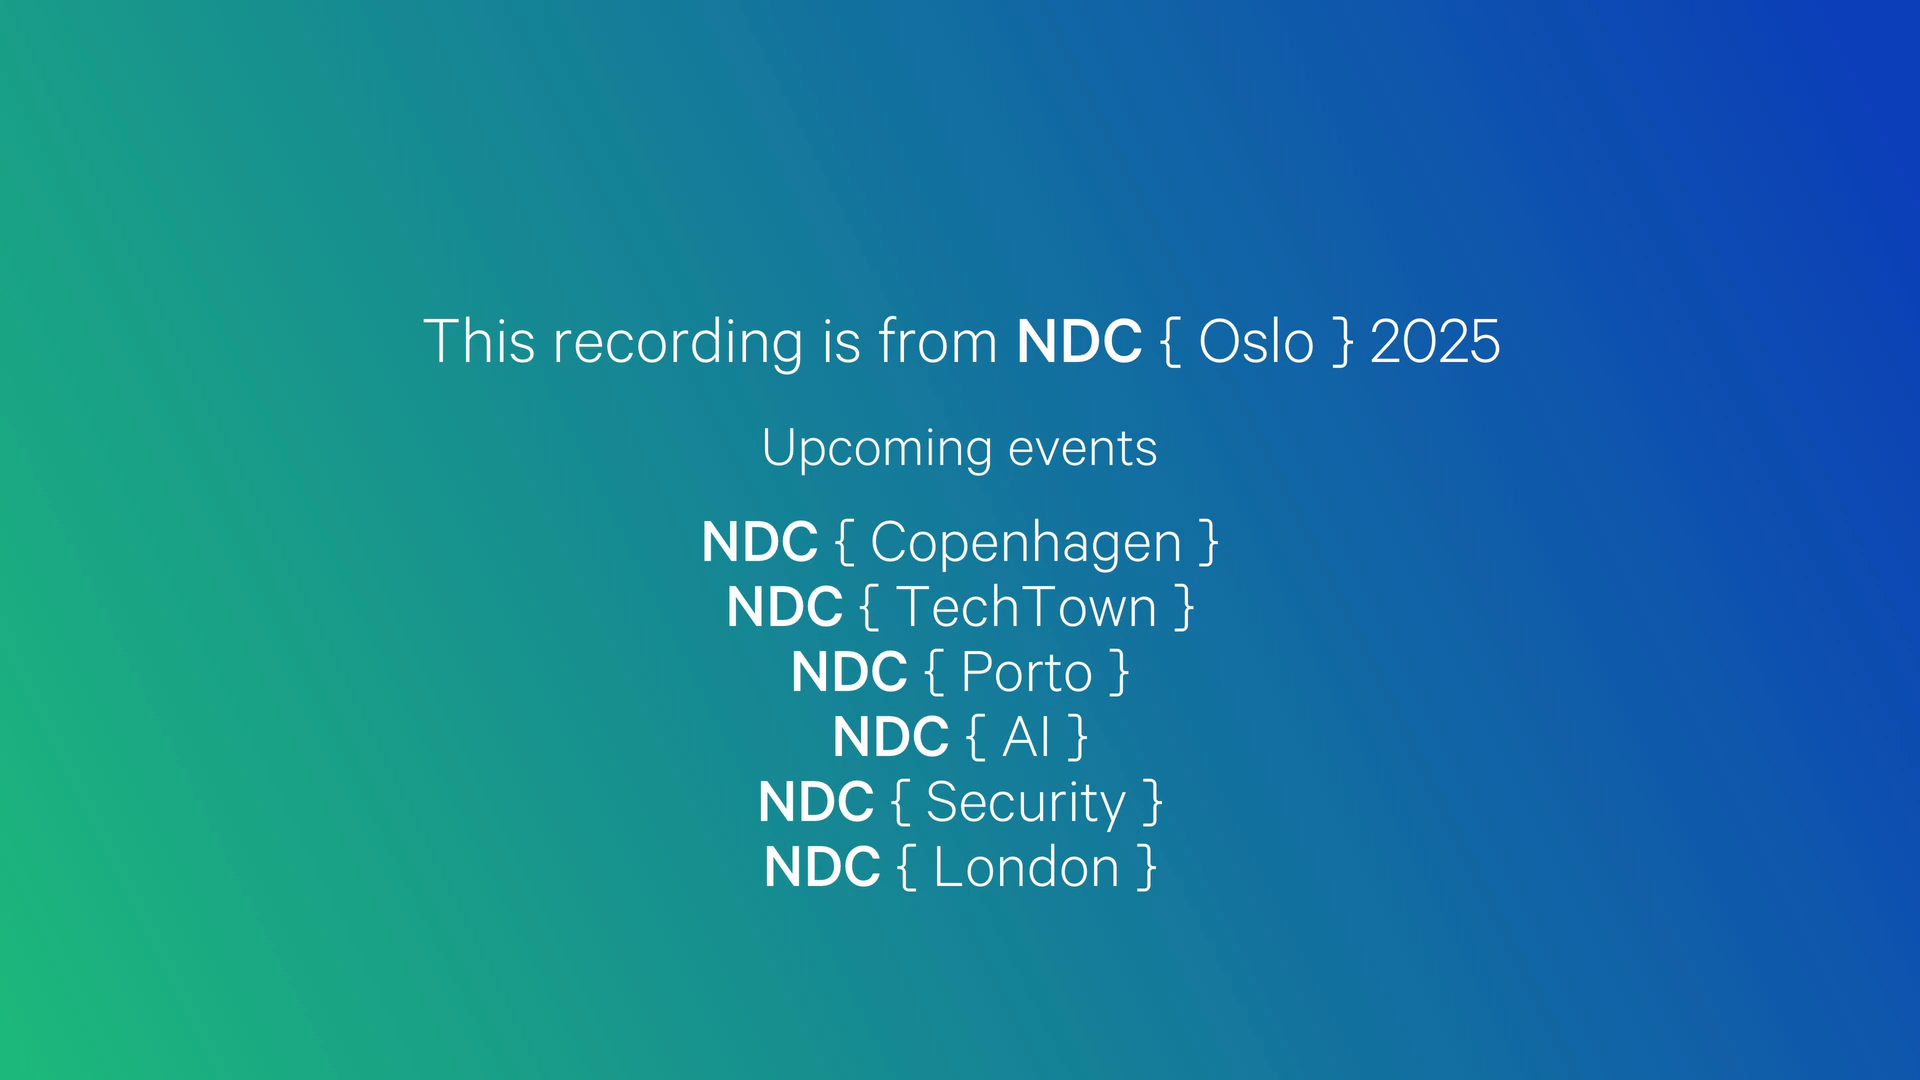 This recording is from NDC { Oslo } 2025
Upcoming events
NDC { Copenhagen }
NDC { TechTown }
NDC { Porto }
NDC { AI }
NDC { Security }
NDC { London }